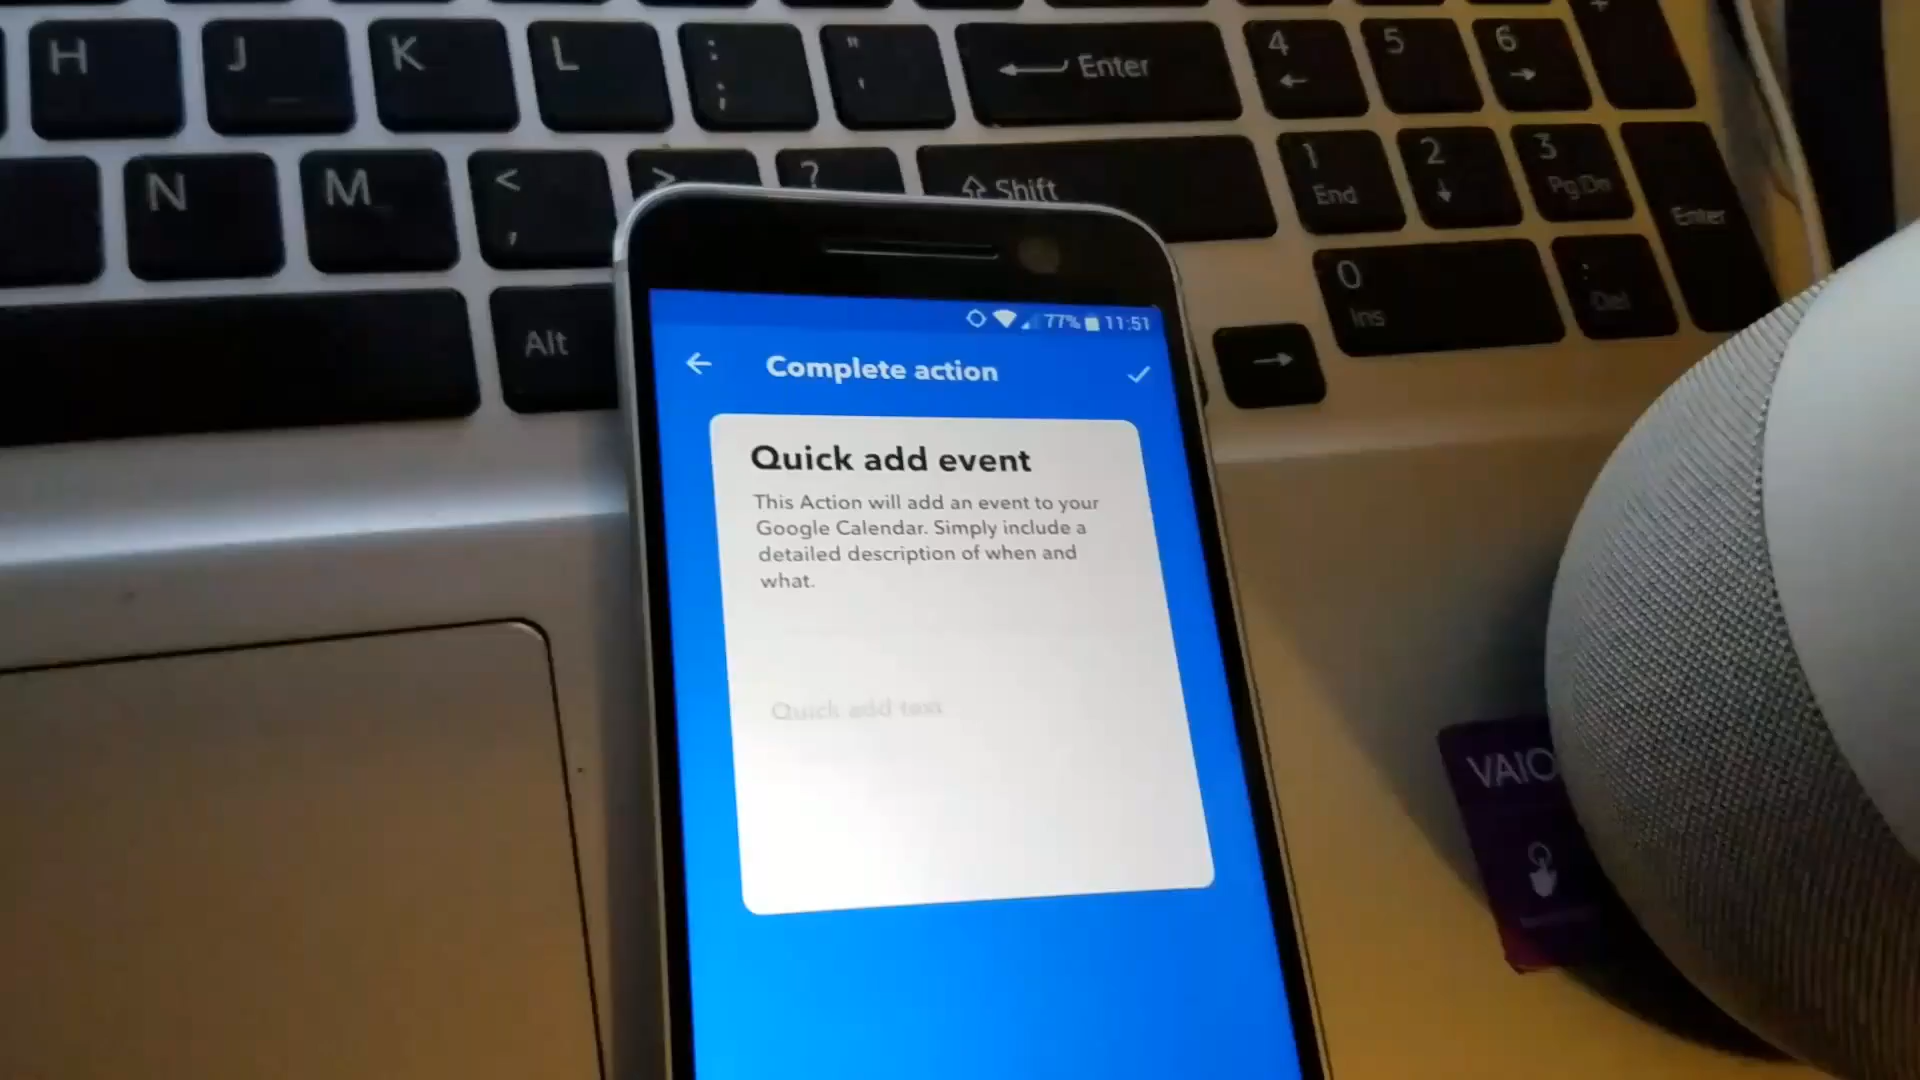 H J K L : ; " ' Enter 4 5 6 +
N M < , > ? Shift 1 End 2 3 Pg Dn Enter
Alt 0 Ins . Del
77% 11:51
Complete action
Quick add event
This Action will add an event to your
Google Calendar. Simply include a
detailed description of when and
what.
Quick add text
VAIO